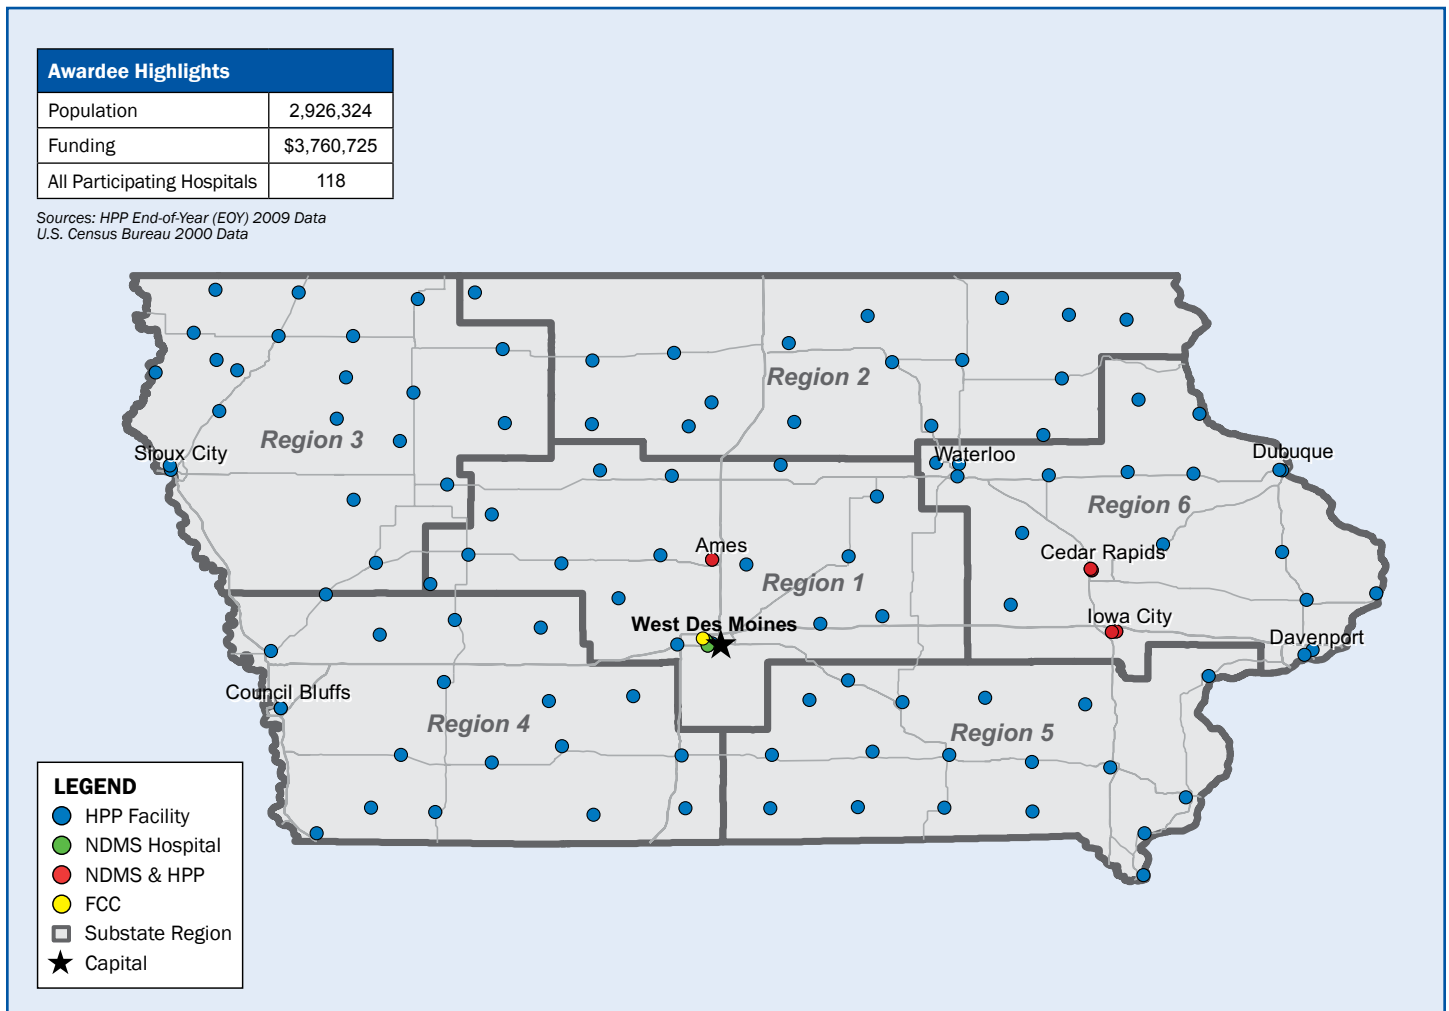 Awardee Highlights
Population 2,926,324
Funding $3,760,725
All Participating Hospitals 118
Sources: HPP End-of-Year (EOY) 2009 Data
U.S. Census Bureau 2000 Data
Region 2
Region 3
Sioux City
Waterloo
Dubuque
Region 6
Ames
Cedar Rapids
Region 1
Iowa City
West Des Moines
Davenport
Council Bluffs
Region 4
Region 5
LEGEND
HPP Facility
NDMS Hospital
NDMS & HPP
FCC
Substate Region
Capital